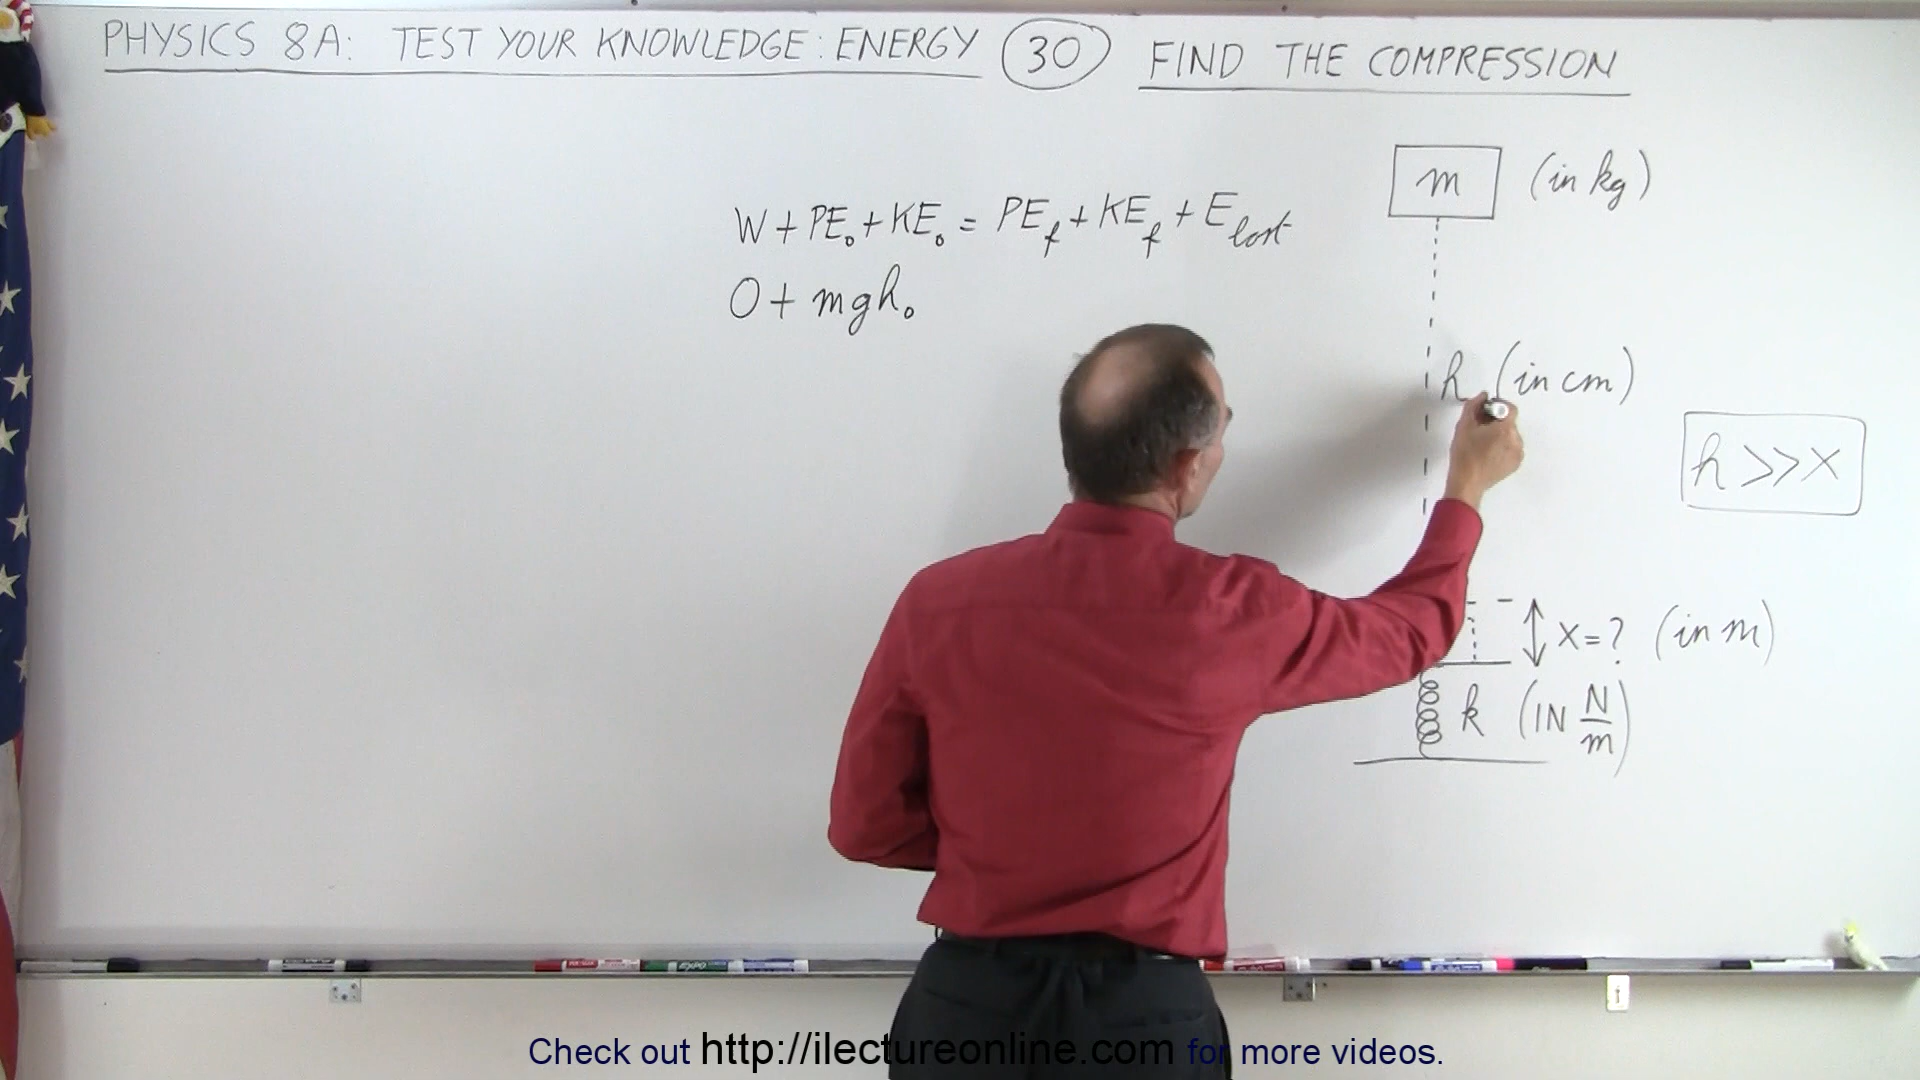 PHYSICS 8A: TEST YOUR KNOWLEDGE: ENERGY 30 FIND THE COMPRESSION
m (in kg)
W + PE₀ + KE₀ = PE_f + KE_f + E_lost
0 + mgh₀
h (in cm)
h >> x
x = ? (in m)
k (IN N/m)
EXPO
Check out http://ilectureonline.com for more videos.